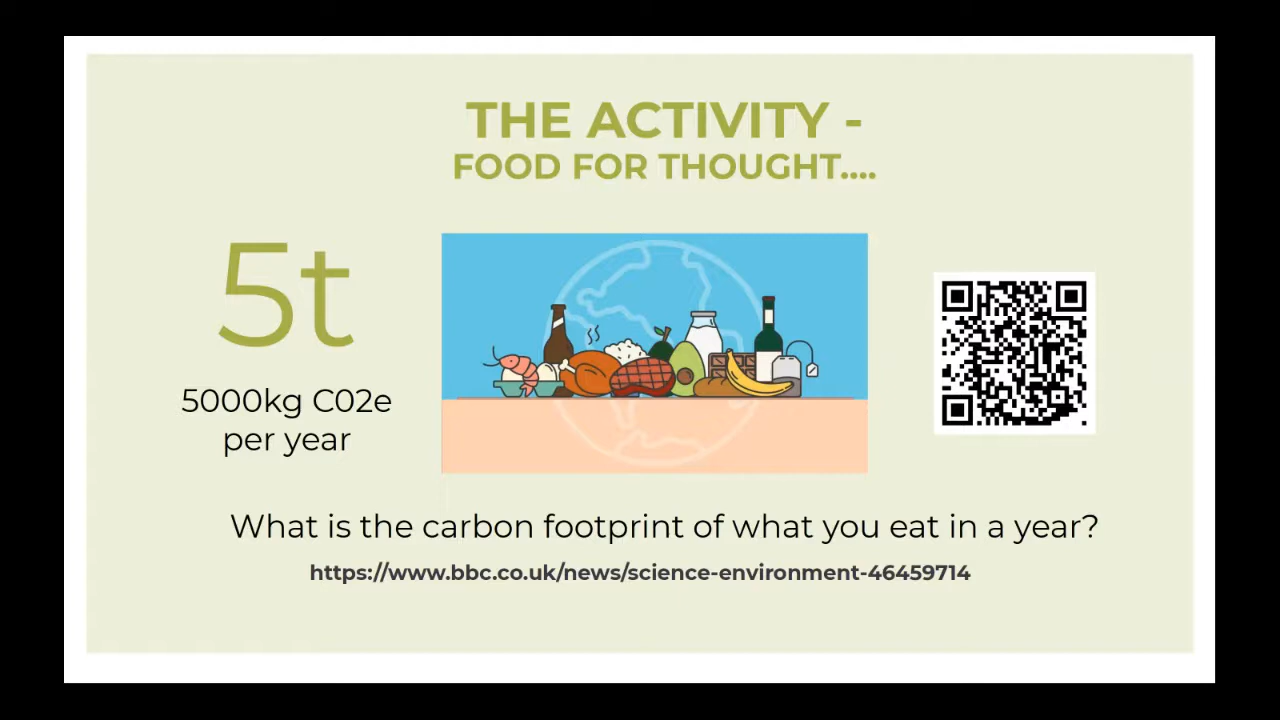 THE ACTIVITY -
FOOD FOR THOUGHT....
5t
5000kg C02e
per year
What is the carbon footprint of what you eat in a year?
https://www.bbc.co.uk/news/science-environment-46459714